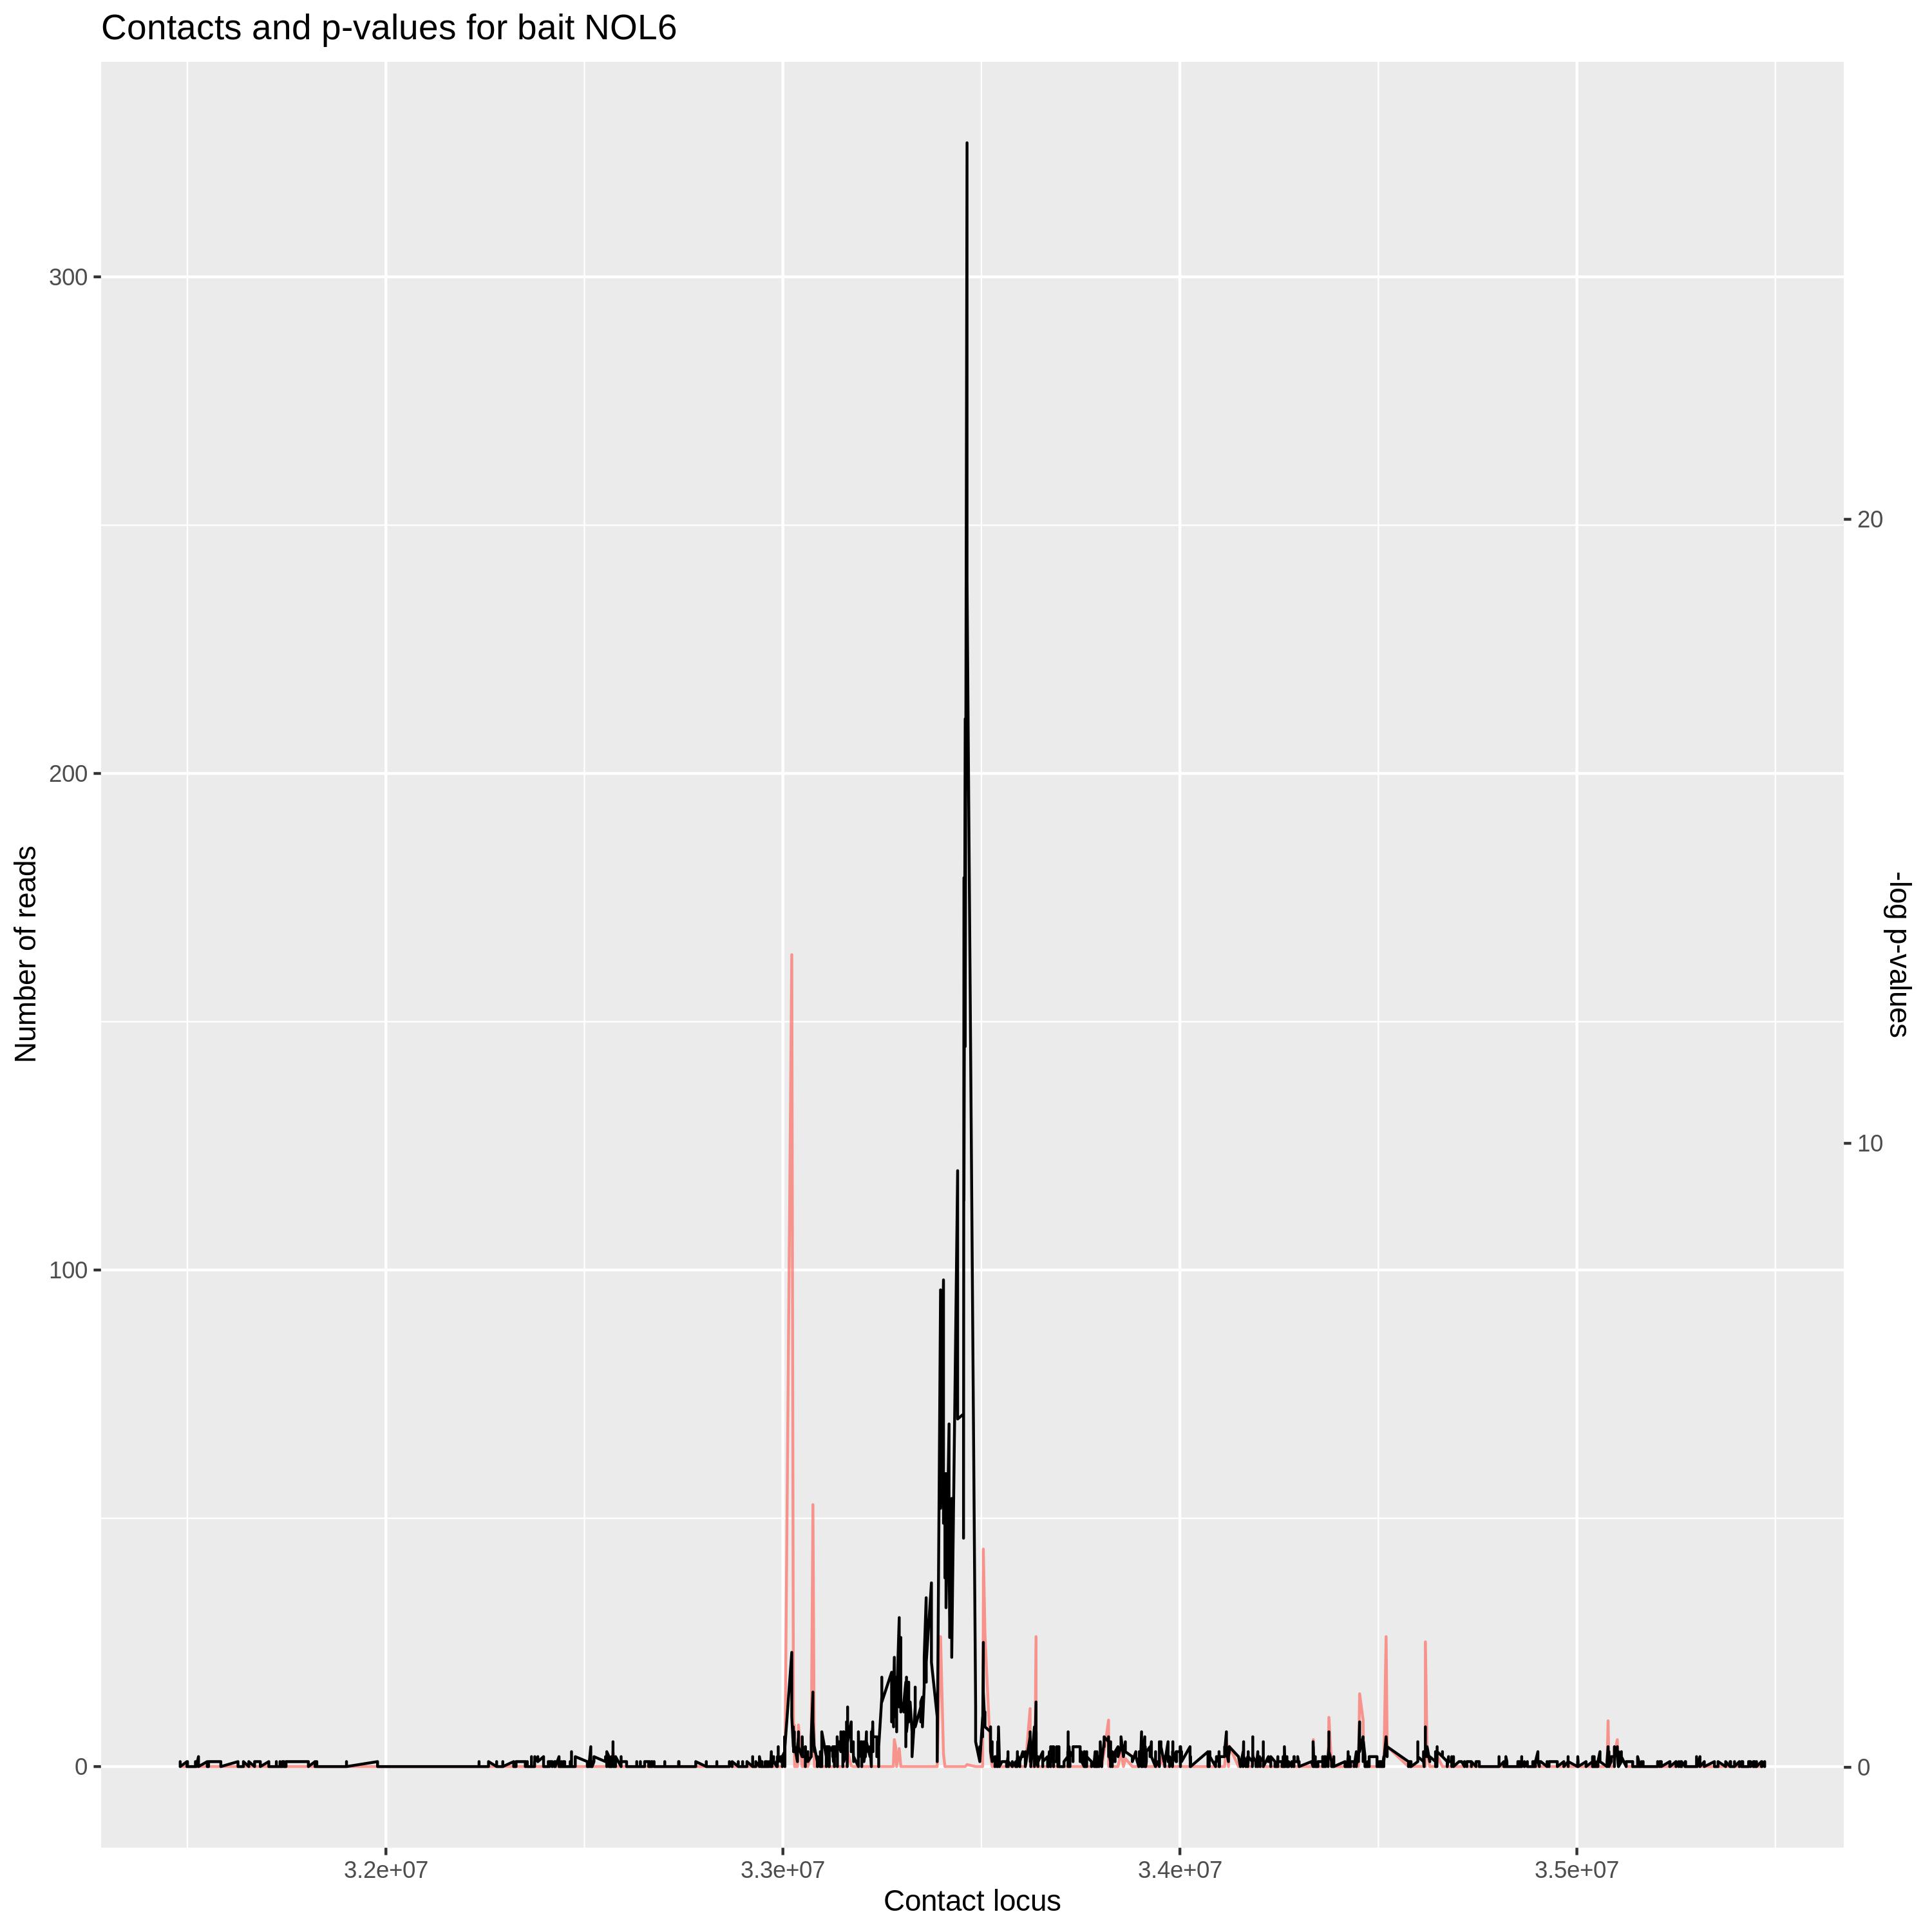 Contacts and p-values for bait NOL6
300
200
100
0
20
10
0
Number of reads
-log p-values
3.2e+07
3.3e+07
3.4e+07
3.5e+07
Contact locus